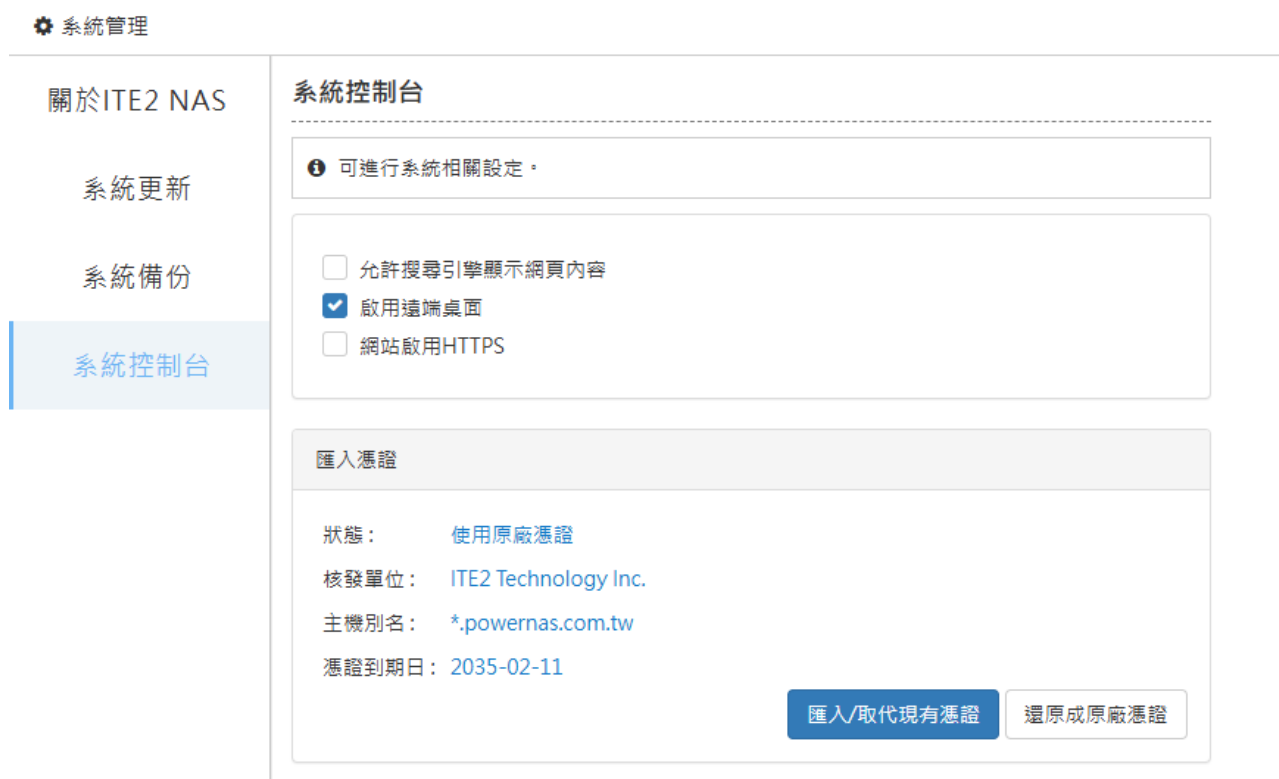 系統管理
關於ITE2 NAS
系統更新
系統備份
系統控制台
系統控制台
可進行系統相關設定。
允許搜尋引擎顯示網頁內容
啟用遠端桌面
網站啟用HTTPS
匯入憑證
狀態： 使用原廠憑證
核發單位： ITE2 Technology Inc.
主機別名： *.powernas.com.tw
憑證到期日： 2035-02-11
匯入/取代現有憑證 還原成原廠憑證